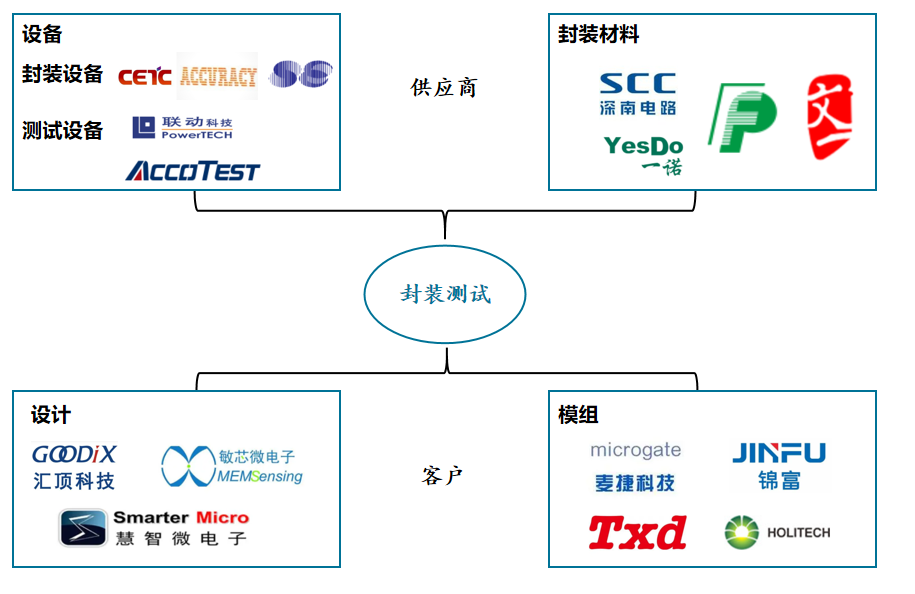 设备
封装设备 CETC ACCURACY
测试设备 联动科技
PowerTECH
ACCOTEST
供应商
封装材料
SCC
深南电路
YesDo
一诺
封装测试
设计
GOODiX
汇顶科技
敏芯微电子
MEMSensing
Smarter Micro
慧智微电子
客户
模组
microgate
麦捷科技
JINFU
锦富
Txd
HOLITECH